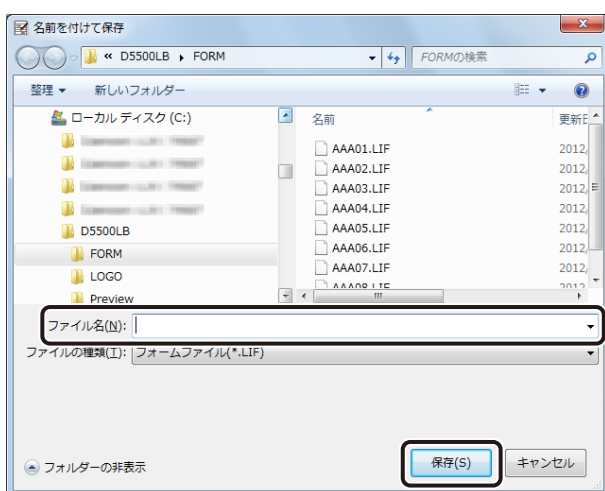 名前を付けて保存
« D5500LB ▸ FORM
FORMの検索
整理 ▼ 新しいフォルダー
ローカル ディスク (C:)
D5500LB
FORM
LOGO
Preview
名前
AAA01.LIF 2012,
AAA02.LIF 2012,
AAA03.LIF 2012,
AAA04.LIF 2012,
AAA05.LIF 2012,
AAA06.LIF 2012,
AAA07.LIF 2012,
AAA08.LIF 2012
ファイル名(N):
ファイルの種類(T): フォームファイル(*.LIF)
フォルダーの非表示
保存(S) キャンセル